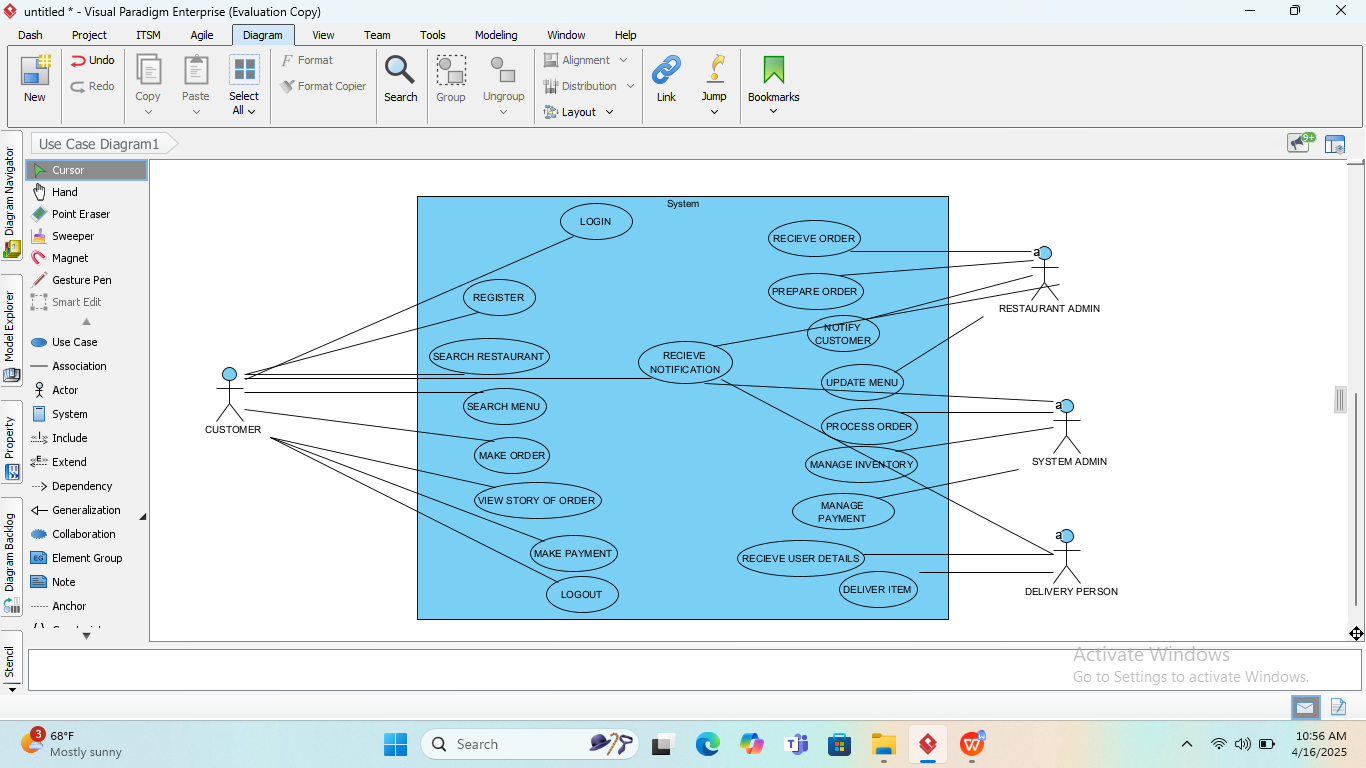 untitled * - Visual Paradigm Enterprise (Evaluation Copy)
Dash Project ITSM Agile Diagram View Team Tools Modeling Window Help
New
Undo
Redo
Copy
Paste
Select
All
Format
Format Copier
Search
Group
Ungroup
Alignment
Distribution
Layout
Link
Jump
Bookmarks
Use Case Diagram1
9+
Diagram Navigator
Model Explorer
Property
Diagram Backlog
Stencil
Cursor
Hand
Point Eraser
Sweeper
Magnet
Gesture Pen
Smart Edit
Use Case
Association
Actor
System
Include
Extend
Dependency
Generalization
Collaboration
Element Group
Note
Anchor
System
LOGIN
REGISTER
SEARCH RESTAURANT
SEARCH MENU
MAKE ORDER
VIEW STORY OF ORDER
MAKE PAYMENT
LOGOUT
RECIEVE
NOTIFICATION
RECIEVE ORDER
PREPARE ORDER
NOTIFY
CUSTOMER
UPDATE MENU
PROCESS ORDER
MANAGE INVENTORY
MANAGE
PAYMENT
RECIEVE USER DETAILS
DELIVER ITEM
CUSTOMER
a
RESTAURANT ADMIN
a
SYSTEM ADMIN
a
DELIVERY PERSON
Activate Windows
Go to Settings to activate Windows.
3
68°F
Mostly sunny
Search
10:56 AM
4/16/2025